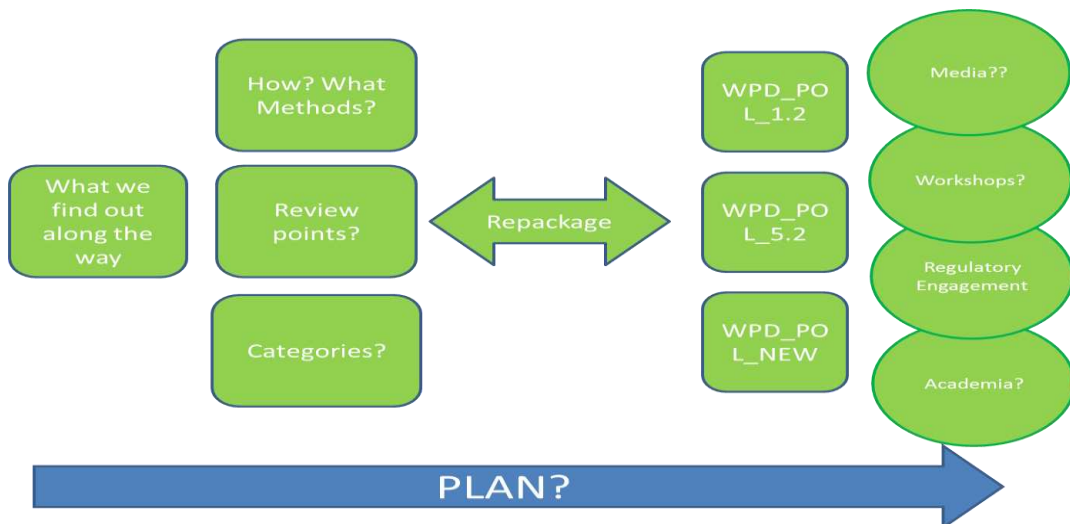 What we
find out
along the
way
How? What
Methods?
Review
points?
Categories?
Repackage
WPD_PO
L_1.2
WPD_PO
L_5.2
WPD_PO
L_NEW
Media??
Workshops?
Regulatory
Engagement
Academia?
PLAN?